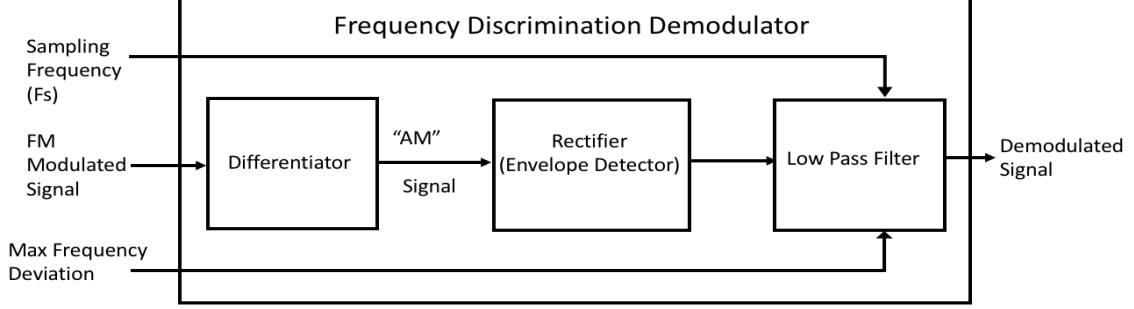 Frequency Discrimination Demodulator
Sampling
Frequency
(Fs)
FM
Modulated
Signal
Differentiator
“AM”
Signal
Rectifier
(Envelope Detector)
Low Pass Filter
Demodulated
Signal
Max Frequency
Deviation